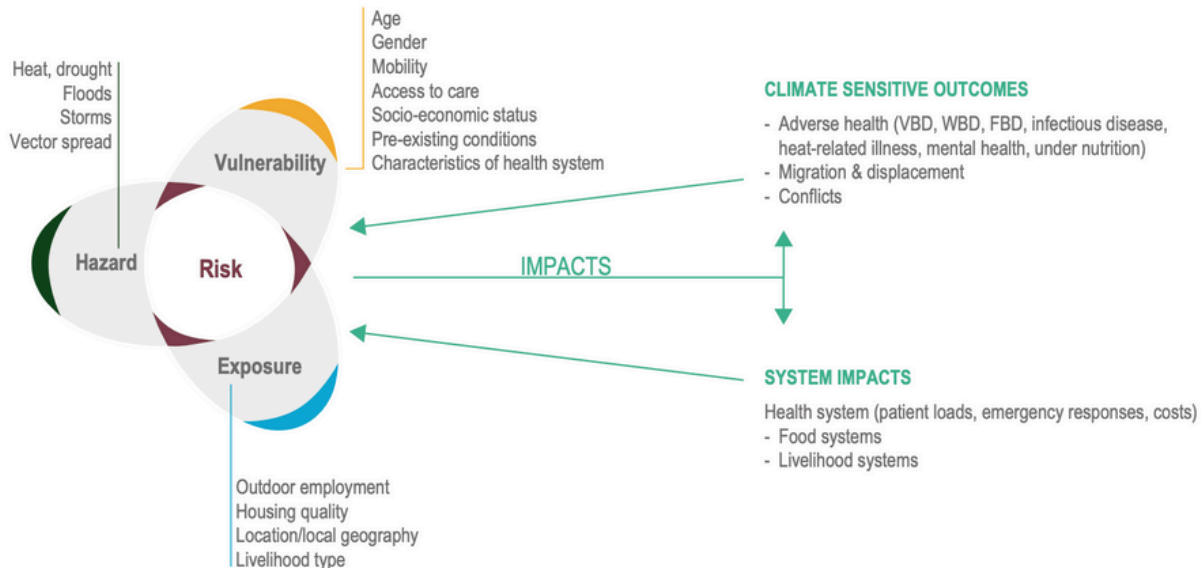 Heat, drought
Floods
Storms
Vector spread
Age
Gender
Mobility
Access to care
Socio-economic status
Pre-existing conditions
Characteristics of health system
Vulnerability
Hazard
Risk
Exposure
Outdoor employment
Housing quality
Location/local geography
Livelihood type
IMPACTS
CLIMATE SENSITIVE OUTCOMES
- Adverse health (VBD, WBD, FBD, infectious disease,
heat-related illness, mental health, under nutrition)
- Migration & displacement
- Conflicts
SYSTEM IMPACTS
Health system (patient loads, emergency responses, costs)
- Food systems
- Livelihood systems